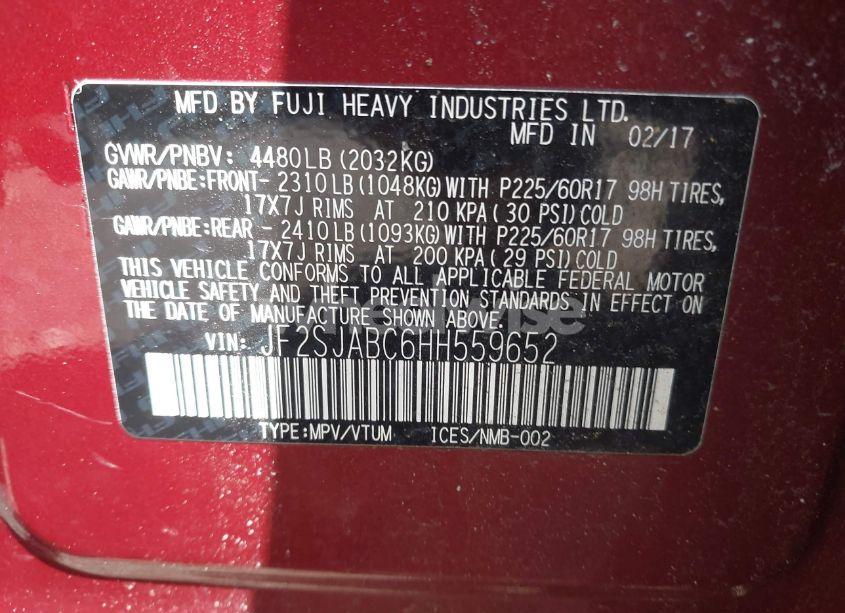 MFD BY FUJI HEAVY INDUSTRIES LTD.
MFD IN 02/17
GVWR/PNBV: 4480LB (2032KG)
GAWR/PNBE:FRONT- 2310LB (1048KG) WITH P225/60R17 98H TIRES,
17X7J RIMS AT 210 KPA ( 30 PSI) COLD
GAWR/PNBE:REAR - 2410LB (1093KG) WITH P225/60R17 98H TIRES,
17X7J RIMS AT 200 KPA ( 29 PSI) COLD
THIS VEHICLE CONFORMS TO ALL APPLICABLE FEDERAL MOTOR
VEHICLE SAFETY AND THEFT PREVENTION STANDARDS IN EFFECT ON
THE DATE OF MANUFACTURE SHOWN ABOVE.
VIN: JF2SJABC6HH559652
TYPE:MPV/VTUM ICES/NMB-002